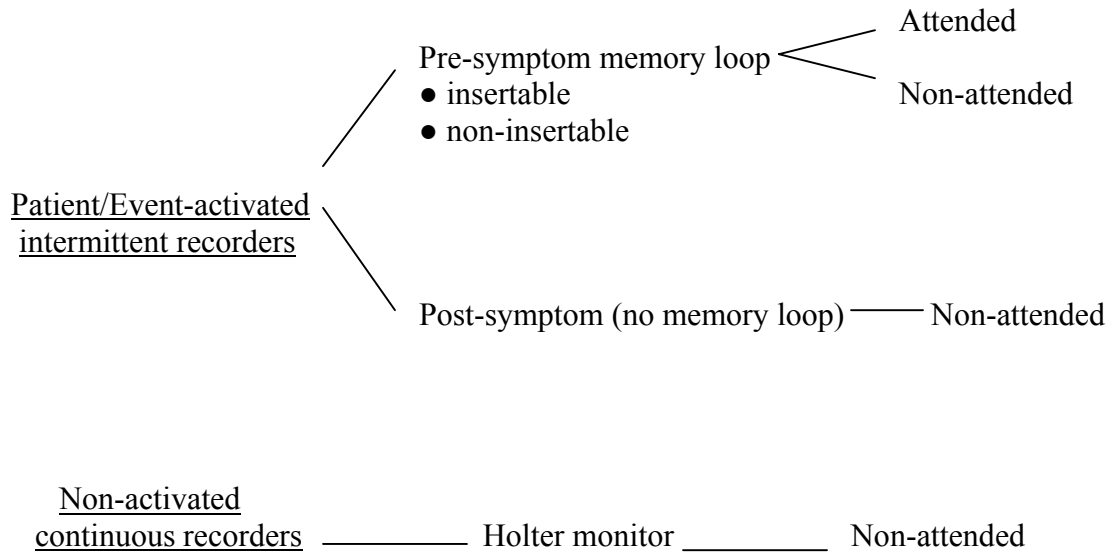 Attended
Pre-symptom memory loop
● insertable
● non-insertable
Non-attended
Patient/Event-activated
intermittent recorders
Post-symptom (no memory loop)
Non-attended
Non-activated
continuous recorders
Holter monitor
Non-attended